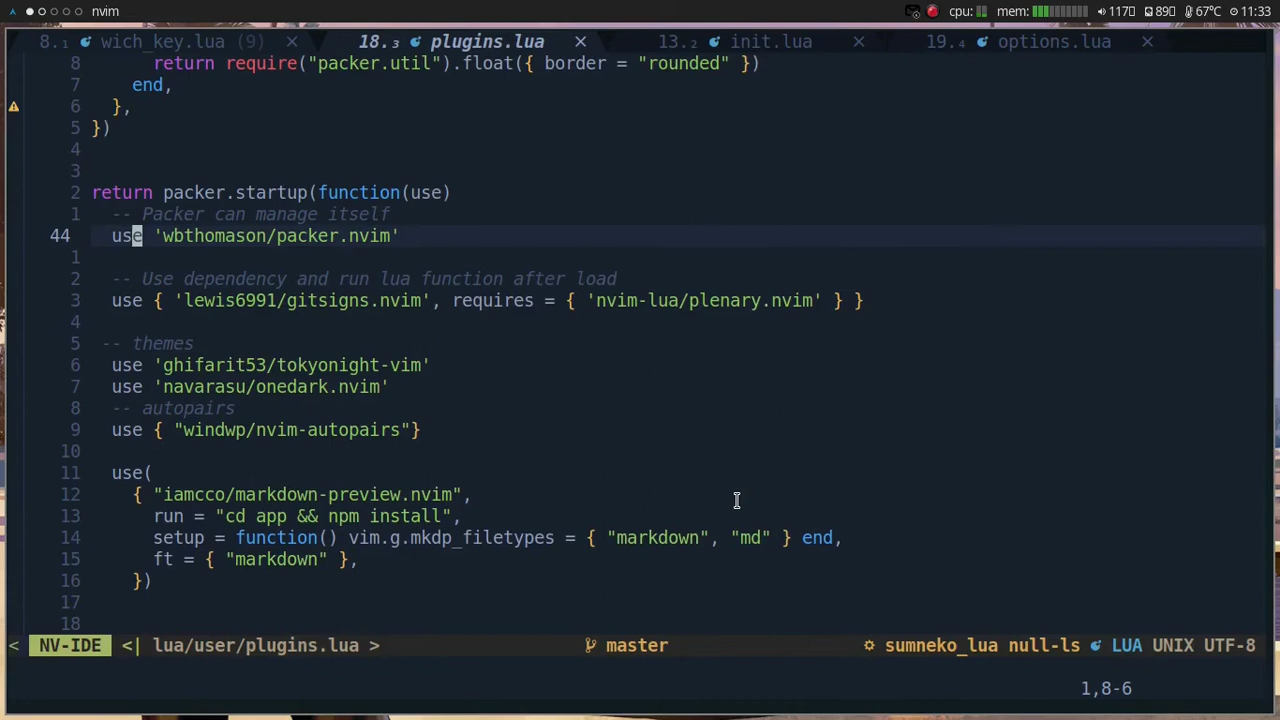 nvim cpu: mem: 117 89 67°C 11:33
8.₁ wich_key.lua (9) 18.₃ plugins.lua 13.₂ init.lua 19.₄ options.lua
8 return require("packer.util").float({ border = "rounded" })
7 end,
6 },
5 })
4
3
2 return packer.startup(function(use)
1 -- Packer can manage itself
44 use 'wbthomason/packer.nvim'
1
2 -- Use dependency and run lua function after load
3 use { 'lewis6991/gitsigns.nvim', requires = { 'nvim-lua/plenary.nvim' } }
4
5 -- themes
6 use 'ghifarit53/tokyonight-vim'
7 use 'navarasu/onedark.nvim'
8 -- autopairs
9 use { "windwp/nvim-autopairs"}
10
11 use(
12 { "iamcco/markdown-preview.nvim",
13 run = "cd app && npm install",
14 setup = function() vim.g.mkdp_filetypes = { "markdown", "md" } end,
15 ft = { "markdown" },
16 })
17
18
< NV-IDE <| lua/user/plugins.lua > master sumneko_lua null-ls LUA UNIX UTF-8
1,8-6